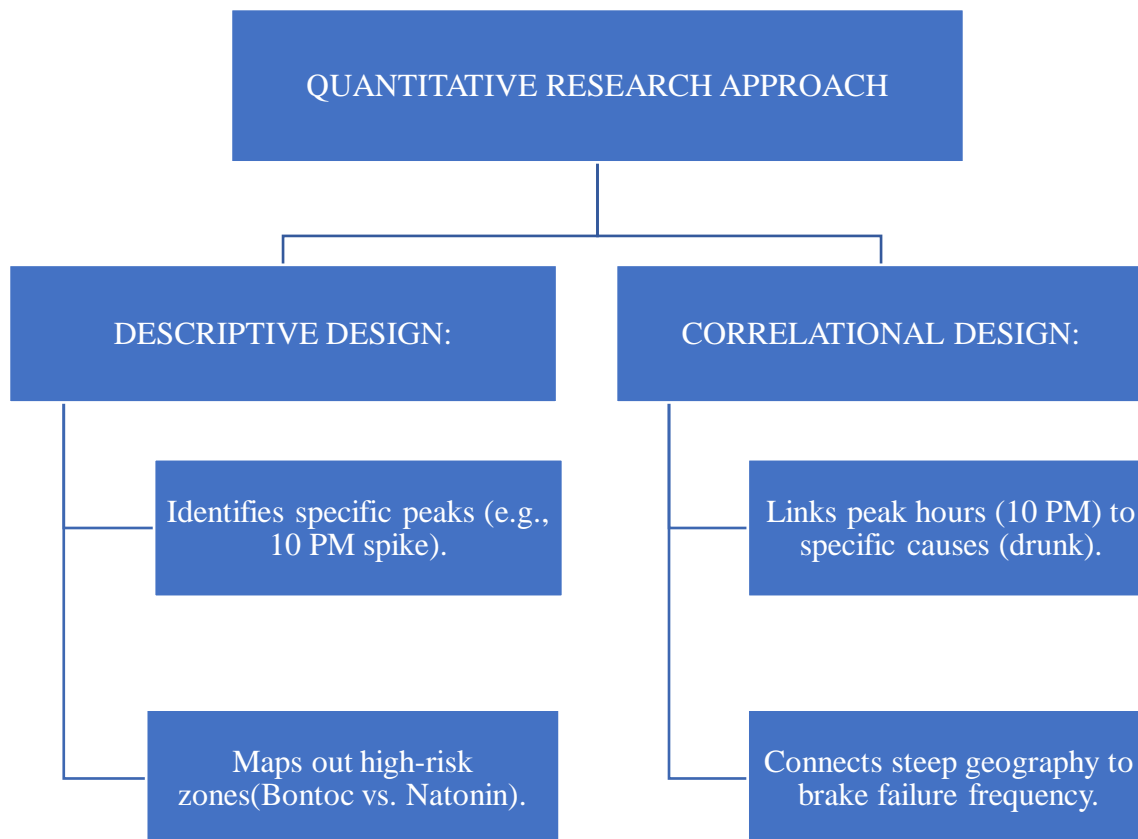 QUANTITATIVE RESEARCH APPROACH
DESCRIPTIVE DESIGN:
Identifies specific peaks (e.g.,
10 PM spike).
Maps out high-risk
zones(Bontoc vs. Natonin).
CORRELATIONAL DESIGN:
Links peak hours (10 PM) to
specific causes (drunk).
Connects steep geography to
brake failure frequency.